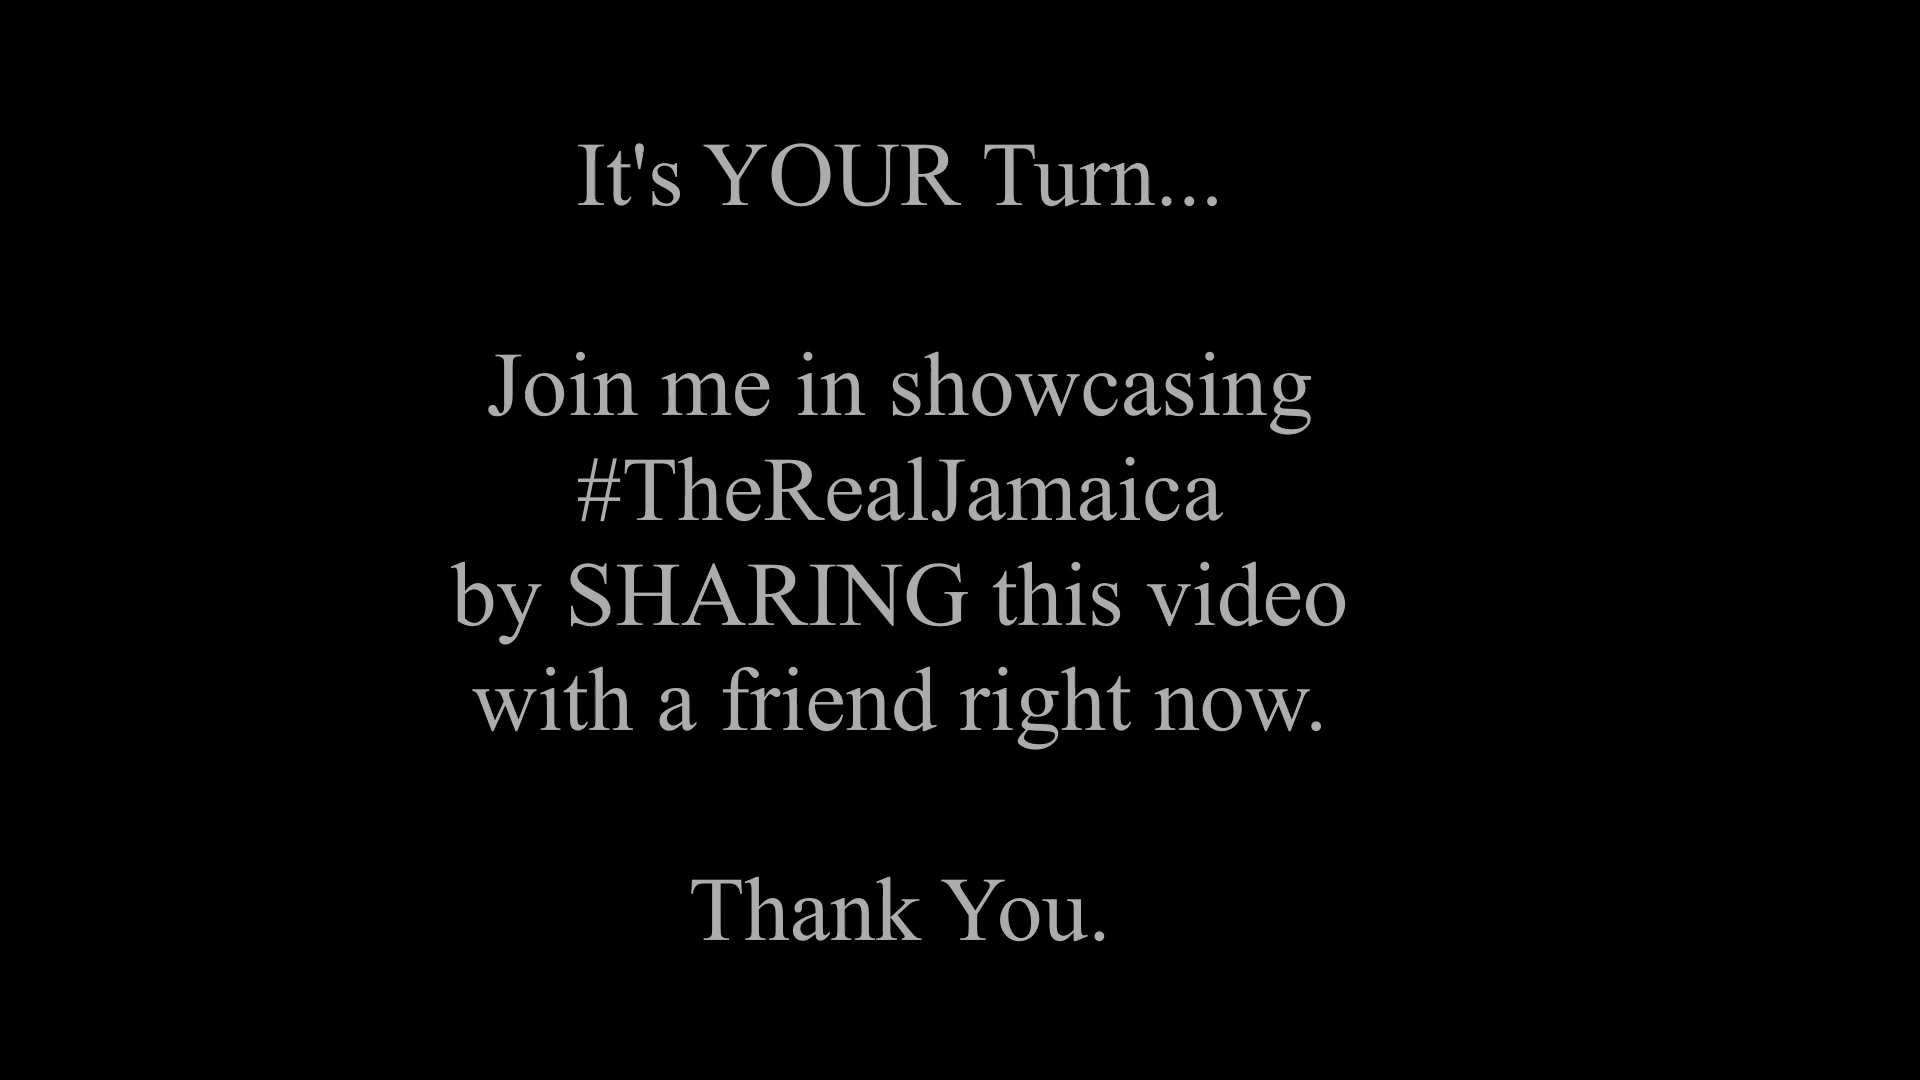 It's YOUR Turn...
Join me in showcasing
#TheRealJamaica
by SHARING this video
with a friend right now.
Thank You.